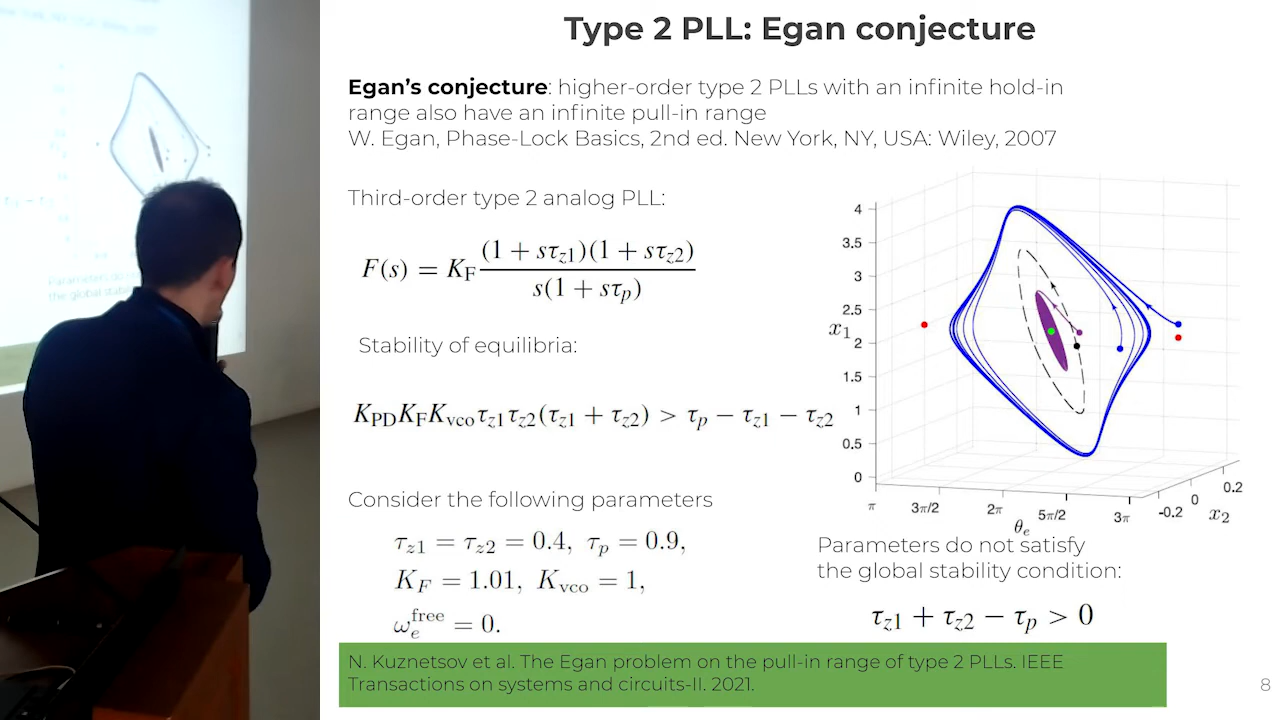 Type 2 PLL: Egan conjecture
Egan's conjecture: higher-order type 2 PLLs with an infinite hold-in
range also have an infinite pull-in range
W. Egan, Phase-Lock Basics, 2nd ed. New York, NY, USA: Wiley, 2007
Third-order type 2 analog PLL:
F(s) = K_F (1 + sτ_z1)(1 + sτ_z2) / s(1 + sτ_p)
Stability of equilibria:
K_PD K_F K_vco τ_z1 τ_z2 (τ_z1 + τ_z2) > τ_p − τ_z1 − τ_z2
Consider the following parameters
τ_z1 = τ_z2 = 0.4, τ_p = 0.9,
K_F = 1.01, K_vco = 1,
ω_e^free = 0.
4
3.5
3
2.5
x_1
2
1.5
1
0.5
0
π 3π/2 2π 5π/2 3π
θ_e
-0.2 0 0.2
x_2
Parameters do not satisfy
the global stability condition:
τ_z1 + τ_z2 − τ_p > 0
N. Kuznetsov et al. The Egan problem on the pull-in range of type 2 PLLs. IEEE
Transactions on systems and circuits-II. 2021.
8
Parameters do
the global stab